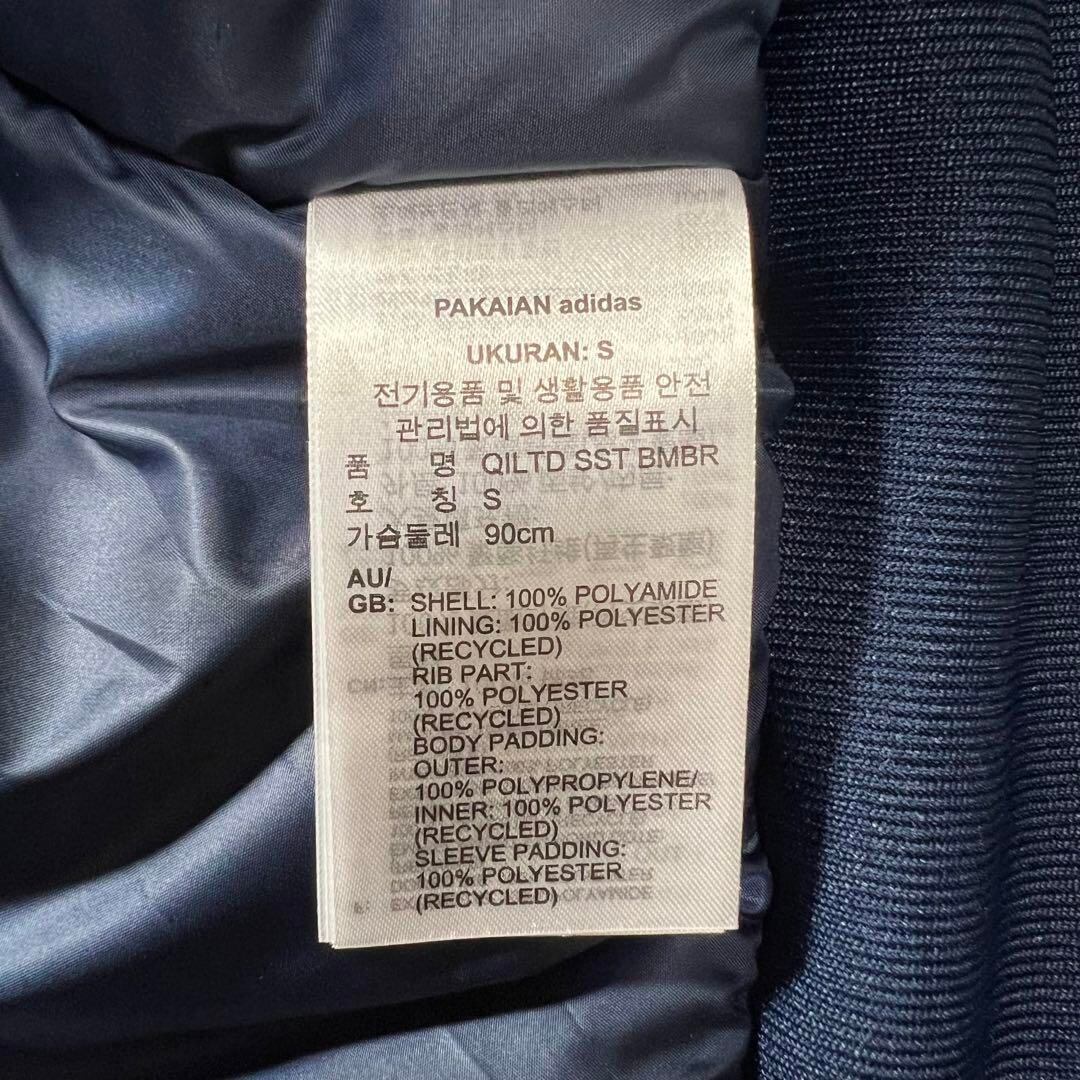 PAKAIAN adidas
UKURAN: S
전기용품 및 생활용품 안전
관리법에 의한 품질표시
품 명 QILTD SST BMBR
호 칭 S
가슴둘레 90cm
AU/
GB: SHELL: 100% POLYAMIDE
LINING: 100% POLYESTER
(RECYCLED)
RIB PART:
100% POLYESTER
(RECYCLED)
BODY PADDING:
OUTER:
100% POLYPROPYLENE/
INNER: 100% POLYESTER
(RECYCLED)
SLEEVE PADDING:
100% POLYESTER
(RECYCLED)